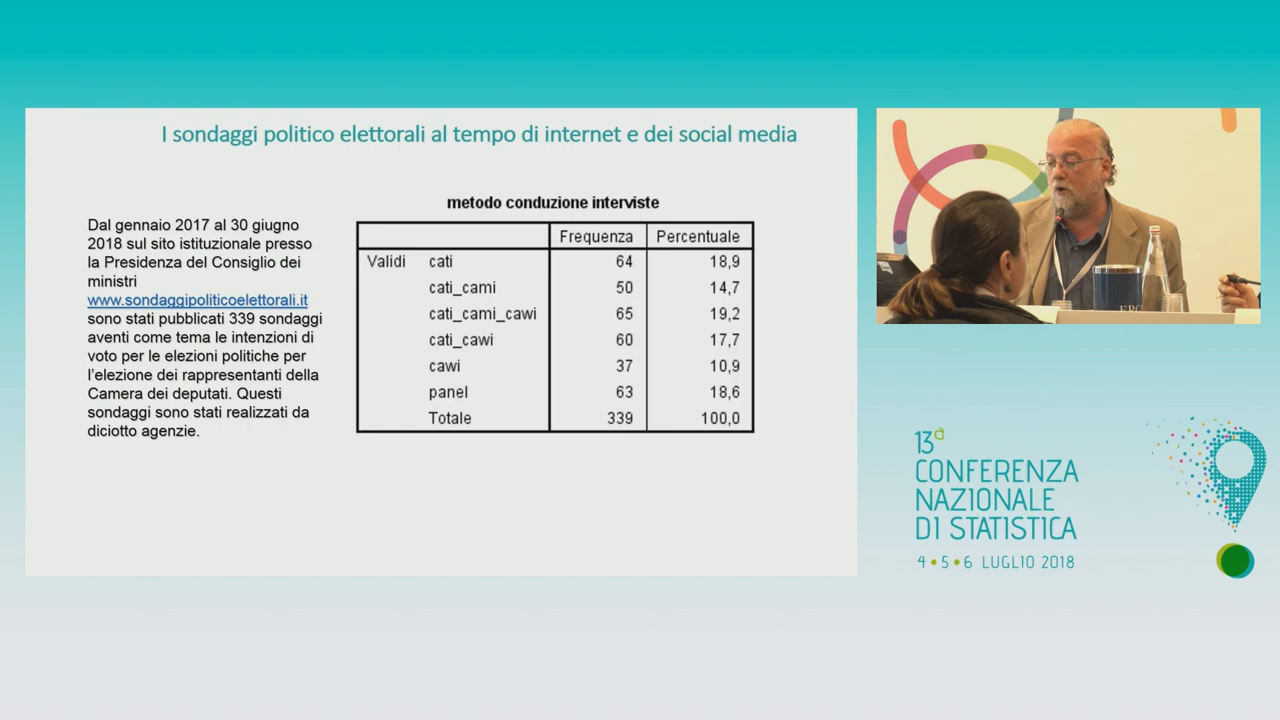 I sondaggi politico elettorali al tempo di internet e dei social media
Dal gennaio 2017 al 30 giugno
2018 sul sito istituzionale presso
la Presidenza del Consiglio dei
ministri
www.sondaggipoliticoelettorali.it
sono stati pubblicati 339 sondaggi
aventi come tema le intenzioni di
voto per le elezioni politiche per
l'elezione dei rappresentanti della
Camera dei deputati. Questi
sondaggi sono stati realizzati da
diciotto agenzie.
metodo conduzione interviste
Frequenza Percentuale
Validi cati 64 18,9
cati_cami 50 14,7
cati_cami_cawi 65 19,2
cati_cawi 60 17,7
cawi 37 10,9
panel 63 18,6
Totale 339 100,0
13ª
CONFERENZA
NAZIONALE
DI STATISTICA
4 • 5 • 6 LUGLIO 2018